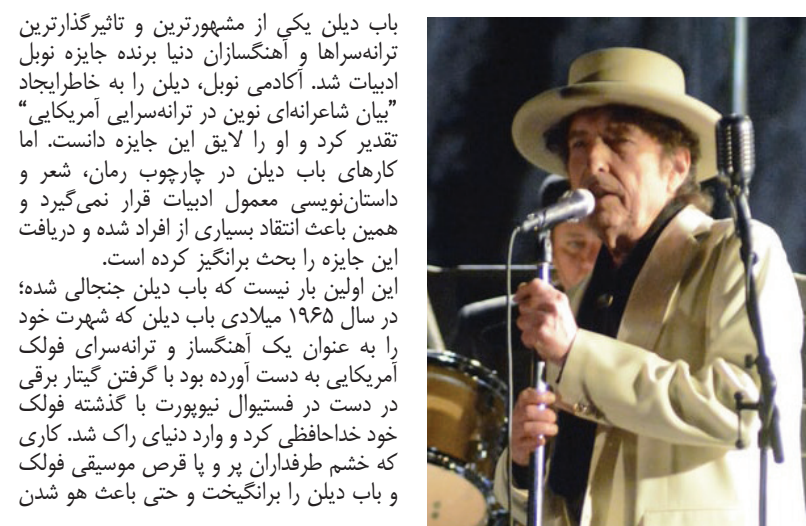 باب دیلن یکی از مشهورترین و تاثیرگذارترین
ترانه‌سراها و آهنگسازان دنیا برنده جایزه نوبل
ادبیات شد. آکادمی نوبل، دیلن را به خاطرایجاد
”بیان شاعرانه‌ای نوین در ترانه‌سرایی آمریکایی“
تقدیر کرد و او را لایق این جایزه دانست. اما
کارهای باب دیلن در چارچوب رمان، شعر و
داستان‌نویسی معمول ادبیات قرار نمی‌گیرد و
همین باعث انتقاد بسیاری از افراد شده و دریافت
این جایزه را بحث برانگیز کرده است.
این اولین بار نیست که باب دیلن جنجالی شده؛
در سال ۱۹۶۵ میلادی باب دیلن که شهرت خود
را به عنوان یک آهنگساز و ترانه‌سرای فولک
آمریکایی به دست آورده بود با گرفتن گیتار برقی
در دست در فستیوال نیوپورت با گذشته فولک
خود خداحافظی کرد و وارد دنیای راک شد. کاری
که خشم طرفداران پر و پا قرص موسیقی فولک
و باب دیلن را برانگیخت و حتی باعث هو شدن